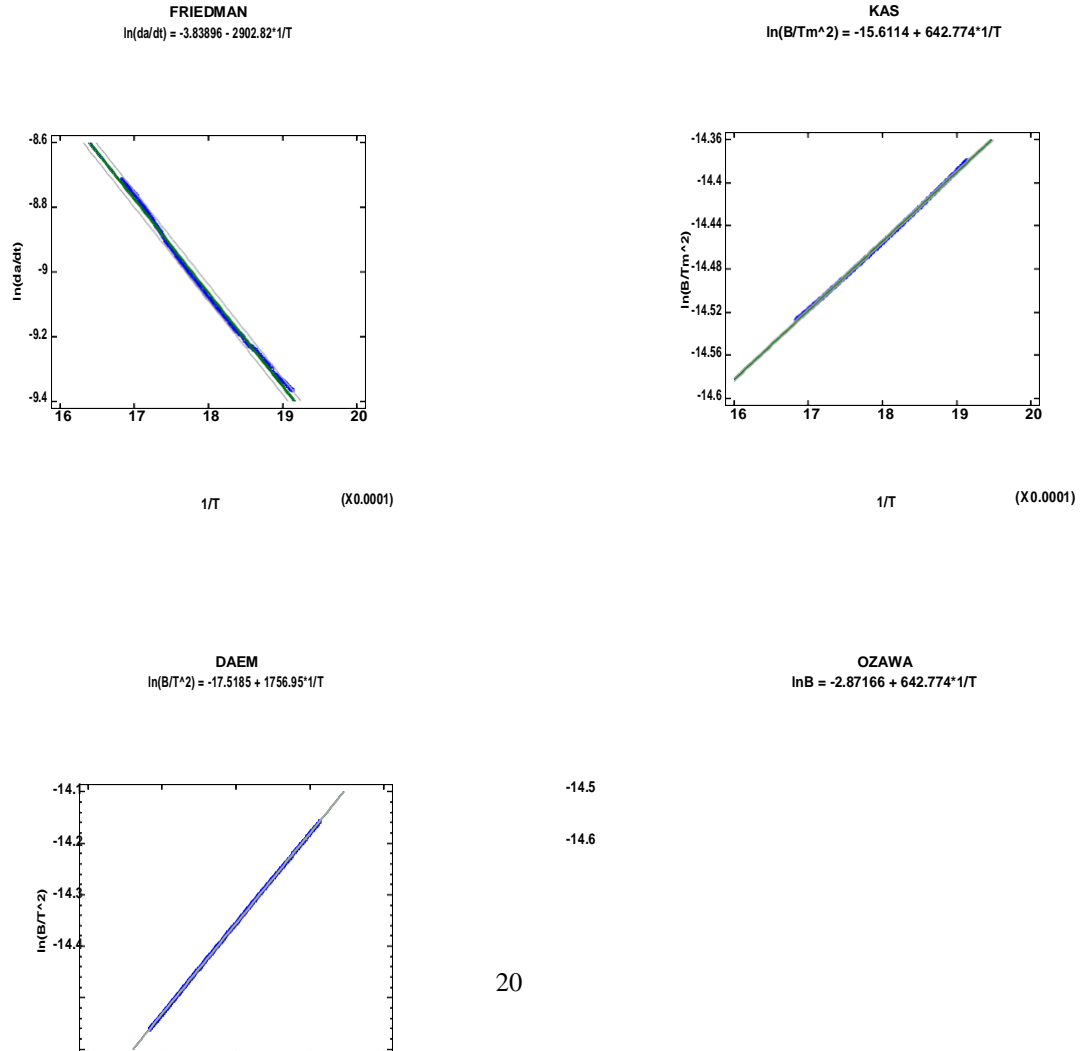 FRIEDMAN
ln(da/dt) = -3.83896 - 2902.82*1/T
-8.6
-8.8
-9
-9.2
-9.4
ln(da/dt)
16 17 18 19 20
1/T
(X0.0001)
KAS
ln(B/Tm^2) = -15.6114 + 642.774*1/T
-14.36
-14.4
-14.44
-14.48
-14.52
-14.56
-14.6
ln(B/Tm^2)
16 17 18 19 20
1/T
(X0.0001)
DAEM
ln(B/T^2) = -17.5185 + 1756.95*1/T
-14.1
-14.2
-14.3
-14.4
ln(B/T^2)
OZAWA
lnB = -2.87166 + 642.774*1/T
-14.5
-14.6
20